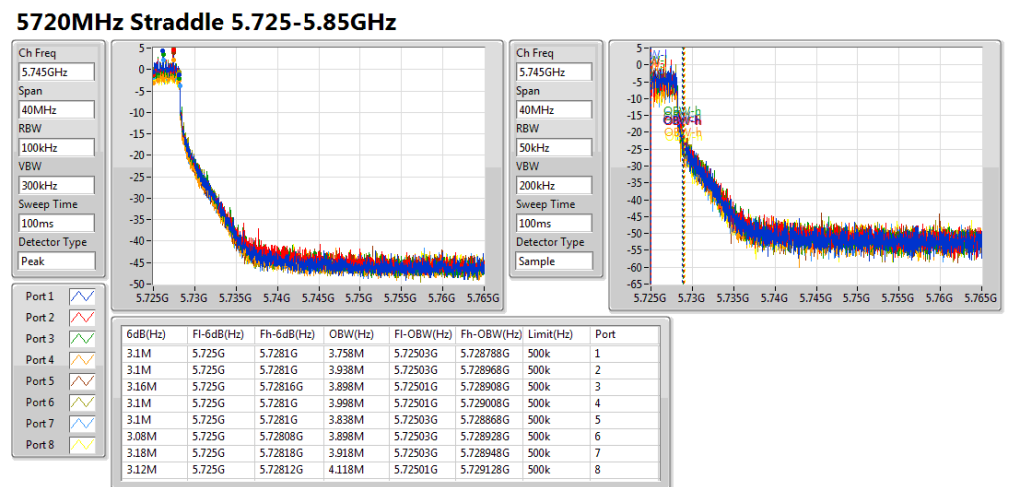 5720MHz Straddle 5.725-5.85GHz
Ch Freq
5.745GHz
Span
40MHz
RBW
100kHz
VBW
300kHz
Sweep Time
100ms
Detector Type
Peak
5
0
-5
-10
-15
-20
-25
-30
-35
-40
-45
-50
5.725G 5.73G 5.735G 5.74G 5.745G 5.75G 5.755G 5.76G 5.765G
Ch Freq
5.745GHz
Span
40MHz
RBW
50kHz
VBW
200kHz
Sweep Time
100ms
Detector Type
Sample
5
0
-5
-10
-15
-20
-25
-30
-35
-40
-45
-50
-55
-60
-65
OBW-h
OBW-h
OBW-h
5.725G 5.73G 5.735G 5.74G 5.745G 5.75G 5.755G 5.76G 5.765G
Port 1
Port 2
Port 3
Port 4
Port 5
Port 6
Port 7
Port 8
6dB(Hz) Fl-6dB(Hz) Fh-6dB(Hz) OBW(Hz) Fl-OBW(Hz) Fh-OBW(Hz) Limit(Hz) Port
3.1M 5.725G 5.7281G 3.758M 5.72503G 5.728788G 500k 1
3.1M 5.725G 5.7281G 3.938M 5.72503G 5.728968G 500k 2
3.16M 5.725G 5.72816G 3.898M 5.72501G 5.728908G 500k 3
3.1M 5.725G 5.7281G 3.998M 5.72501G 5.729008G 500k 4
3.1M 5.725G 5.7281G 3.838M 5.72503G 5.728868G 500k 5
3.08M 5.725G 5.72808G 3.898M 5.72503G 5.728928G 500k 6
3.18M 5.725G 5.72818G 3.918M 5.72503G 5.728948G 500k 7
3.12M 5.725G 5.72812G 4.118M 5.72501G 5.729128G 500k 8